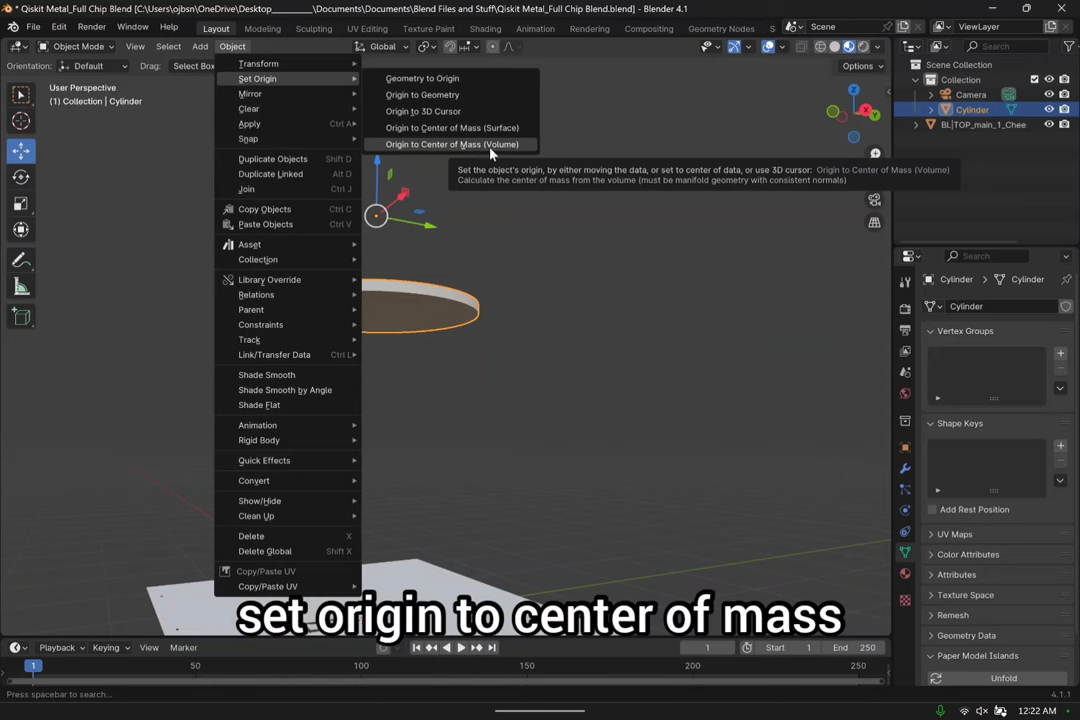 * Qiskit Metal_Full Chip Blend [C:\Users\ojbsn\OneDrive\Desktop__________\Documents\Documents\Blend Files and Stuff\Qiskit Metal_Full Chip Blend.blend] - Blender 4.1
File Edit Render Window Help Layout Modeling Sculpting UV Editing Texture Paint Shading Animation Rendering Compositing Geometry Nodes S Scene ViewLayer
Object Mode View Select Add Object Global Search
Orientation: Default Drag: Select Box Options
User Perspective
(1) Collection | Cylinder
Transform
Set Origin
Mirror
Clear
Apply Ctrl A
Snap
Duplicate Objects Shift D
Duplicate Linked Alt D
Join Ctrl J
Copy Objects Ctrl C
Paste Objects Ctrl V
Asset
Collection
Library Override
Relations
Parent
Constraints
Track
Link/Transfer Data Ctrl L
Shade Smooth
Shade Smooth by Angle
Shade Flat
Animation
Rigid Body
Quick Effects
Convert
Show/Hide
Clean Up
Delete X
Delete Global Shift X
Copy/Paste UV
Copy/Paste UV
Geometry to Origin
Origin to Geometry
Origin to 3D Cursor
Origin to Center of Mass (Surface)
Origin to Center of Mass (Volume)
Set the object's origin, by either moving the data, or set to center of data, or use 3D cursor: Origin to Center of Mass (Volume)
Calculate the center of mass from the volume (must be manifold geometry with consistent normals)
Z
X
Y
Scene Collection
Collection
Camera
Cylinder
BL|TOP_main_1_Chee
Search
Cylinder Cylinder
Cylinder
Vertex Groups
Shape Keys
Add Rest Position
UV Maps
Color Attributes
Attributes
Texture Space
Remesh
Geometry Data
Paper Model Islands
Unfold
set origin to center of mass
Playback Keying View Marker 1 Start 1 End 250
1 50 100 150 200 250
Press spacebar to search... 4.1.1
12:22 AM